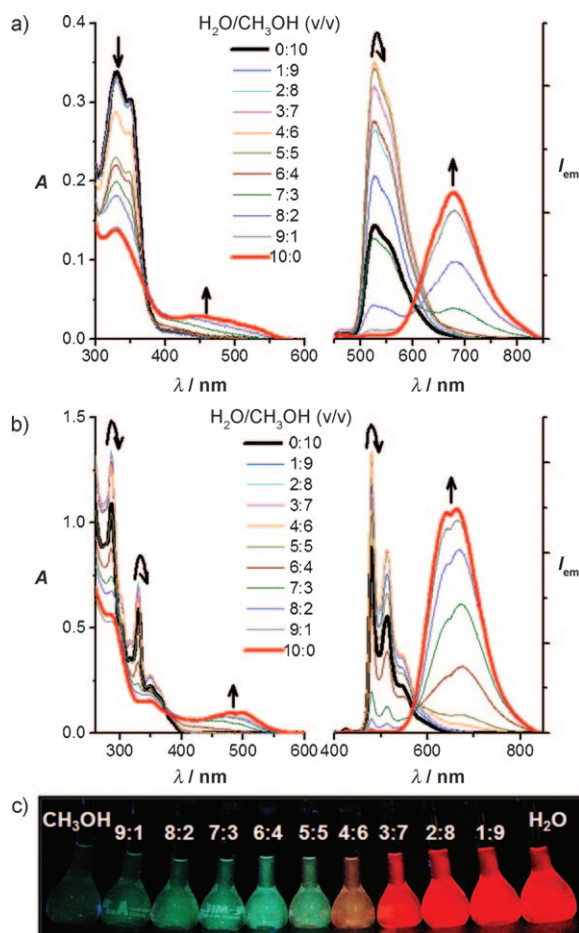 a)
H₂O/CH₃OH (v/v)
0.4
0:10
1:9
0.3
2:8
3:7
4:6
A
0.2
5:5
I_em
6:4
7:3
0.1
8:2
9:1
10:0
0.0
300 400 500 600
500 600 700 800
λ / nm
λ / nm
b)
H₂O/CH₃OH (v/v)
1.5
0:10
1:9
2:8
1.0
3:7
4:6
A
5:5
I_em
6:4
0.5
7:3
8:2
9:1
10:0
0.0
300 400 500 600
400 600 800
λ / nm
λ / nm
c)
CH₃OH 9:1 8:2 7:3 6:4 5:5 4:6 3:7 2:8 1:9 H₂O